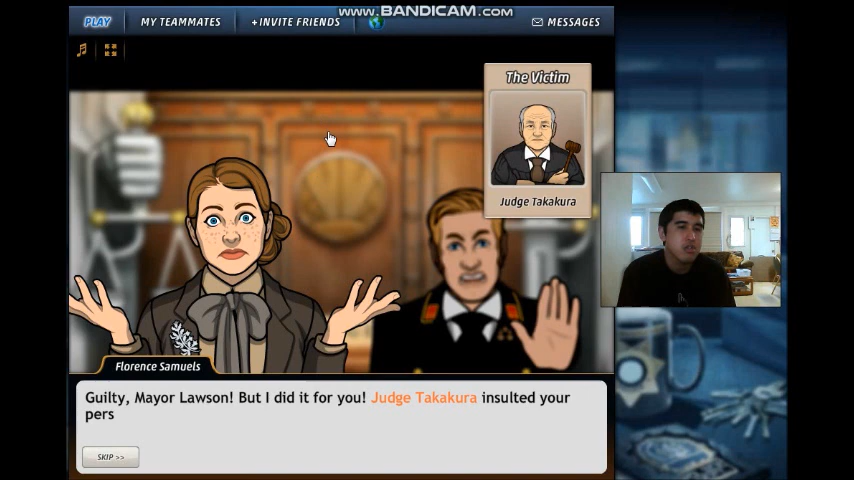 www.BANDICAM.com
PLAY
MY TEAMMATES
+INVITE FRIENDS
MESSAGES
The Victim
Judge Takakura
Florence Samuels
Guilty, Mayor Lawson! But I did it for you! Judge Takakura insulted your
pers
SKIP >>